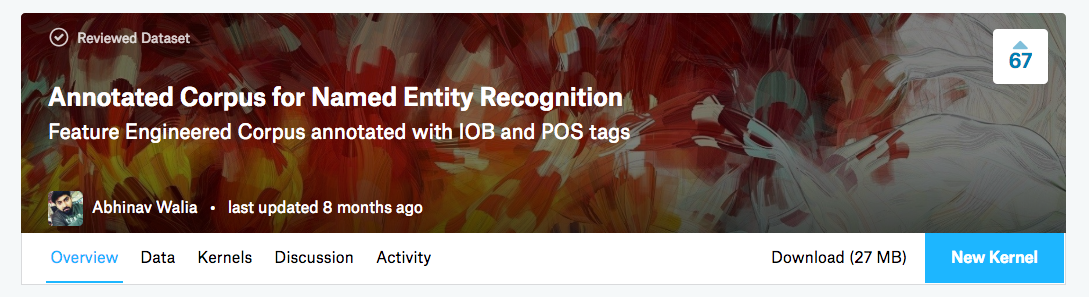 Reviewed Dataset
67
Annotated Corpus for Named Entity Recognition
Feature Engineered Corpus annotated with IOB and POS tags
Abhinav Walia • last updated 8 months ago
Overview Data Kernels Discussion Activity Download (27 MB) New Kernel